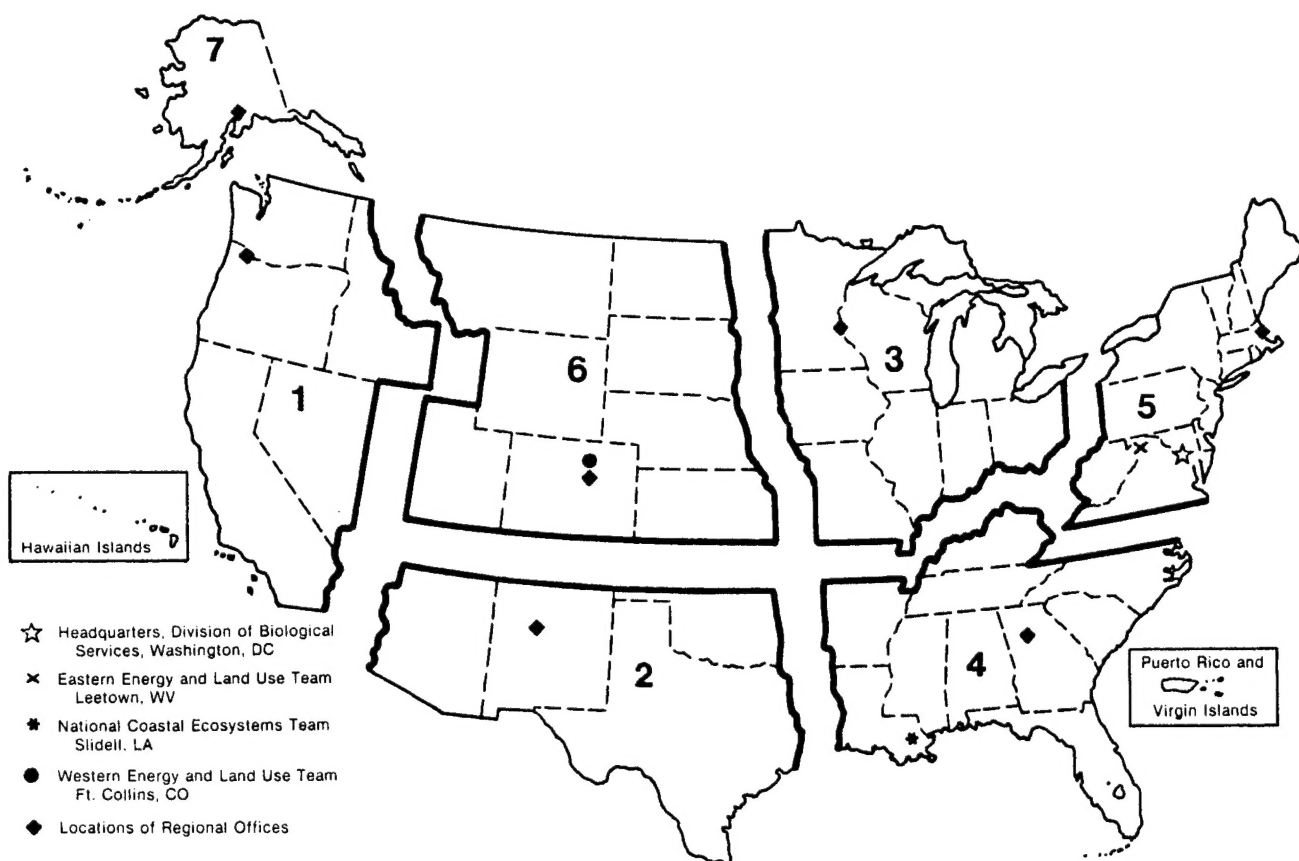 7
6
3
1
5
Hawaiian Islands
Headquarters, Division of Biological
Services, Washington, DC
Eastern Energy and Land Use Team
Leetown, WV
National Coastal Ecosystems Team
Slidell, LA
Western Energy and Land Use Team
Ft. Collins, CO
Locations of Regional Offices
2
4
Puerto Rico and
Virgin Islands